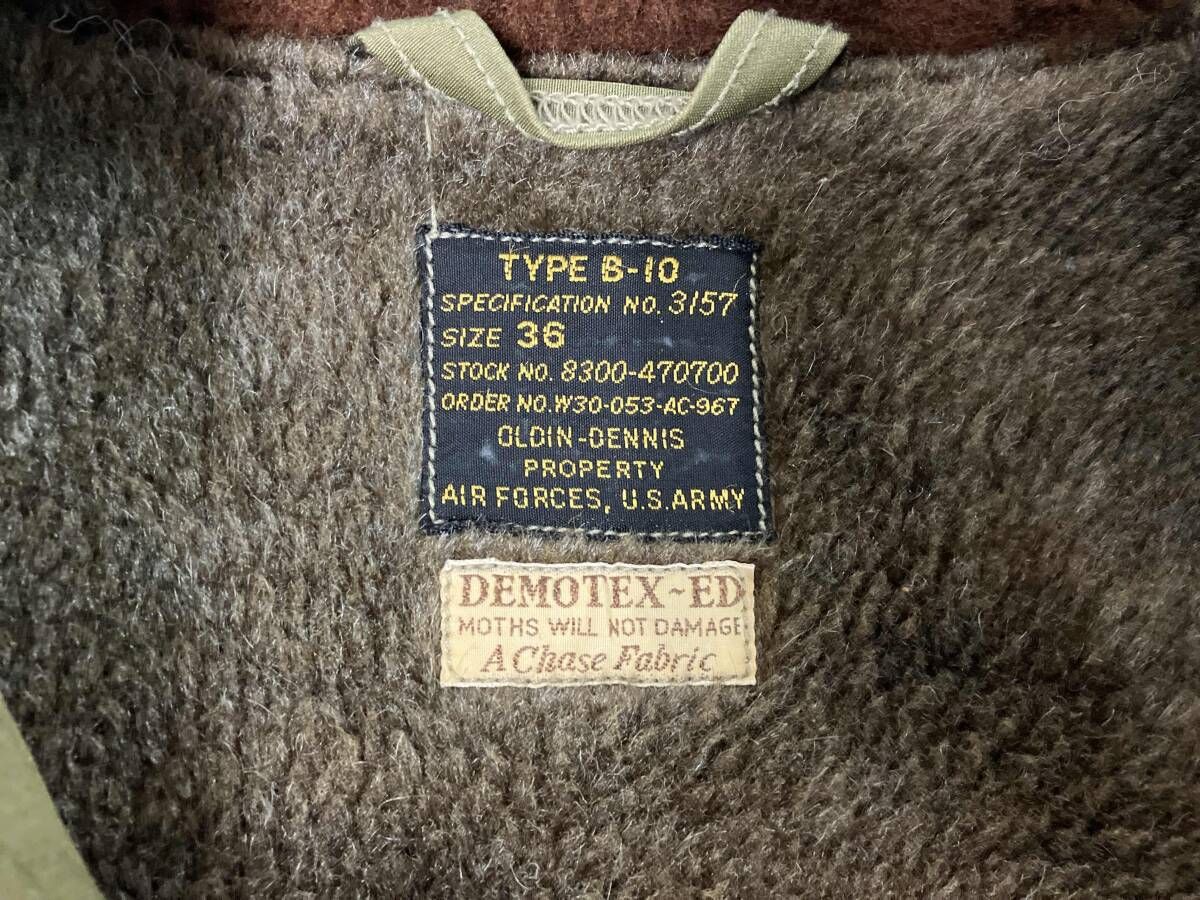 TYPE B-10
SPECIFICATION NO. 3157
SIZE 36
STOCK NO. 8300-470700
ORDER NO. W30-053-AC-967
OLDIN-DENNIS
PROPERTY
AIR FORCES, U.S. ARMY
DEMOTEX~ED
MOTHS WILL NOT DAMAGE
A Chase Fabric